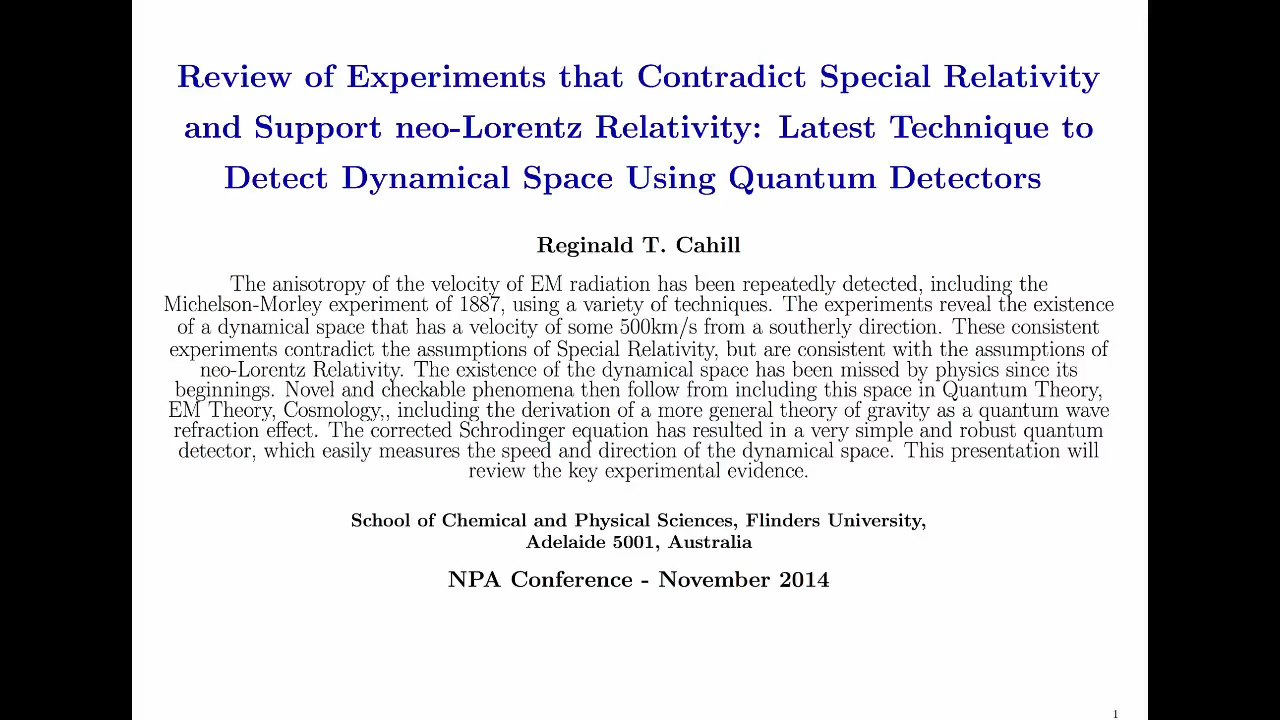 Review of Experiments that Contradict Special Relativity
and Support neo-Lorentz Relativity: Latest Technique to
Detect Dynamical Space Using Quantum Detectors
Reginald T. Cahill
The anisotropy of the velocity of EM radiation has been repeatedly detected, including the
Michelson-Morley experiment of 1887, using a variety of techniques. The experiments reveal the existence
of a dynamical space that has a velocity of some 500km/s from a southerly direction. These consistent
experiments contradict the assumptions of Special Relativity, but are consistent with the assumptions of
neo-Lorentz Relativity. The existence of the dynamical space has been missed by physics since its
beginnings. Novel and checkable phenomena then follow from including this space in Quantum Theory,
EM Theory, Cosmology,, including the derivation of a more general theory of gravity as a quantum wave
refraction effect. The corrected Schrodinger equation has resulted in a very simple and robust quantum
detector, which easily measures the speed and direction of the dynamical space. This presentation will
review the key experimental evidence.
School of Chemical and Physical Sciences, Flinders University,
Adelaide 5001, Australia
NPA Conference - November 2014
1